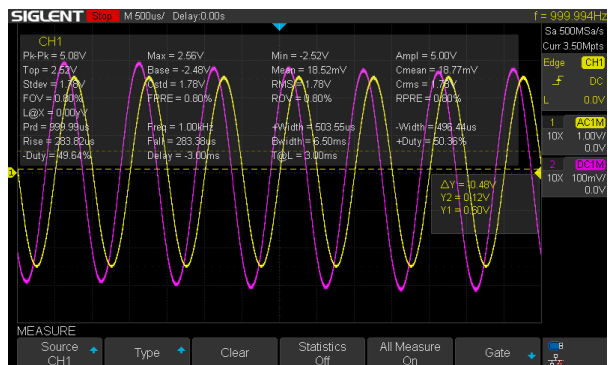 SIGLENT Stop M 500us/ Delay:0.00s f = 999.994Hz
Sa 500MSa/s
Curr 3.50Mpts
Edge CH1
DC
L 0.0V
1 AC1M
10X 1.00V/
0.0V
2 DC1M
10X 100mV/
0.0V
CH1
Pk-Pk = 5.08V Max = 2.56V Min = -2.52V Ampl = 5.00V
Top = 2.52V Base = -2.48V Mean = 18.52mV Cmean = 18.77mV
Stdev = 1.78V Cstd = 1.78V RMS = 1.78V Crms = 1.78V
FOV = 0.80% FPRE = 0.80% ROV = 0.80% RPRE = 0.80%
L@X = 0.00yV
Prd = 999.99us Freq = 1.00kHz +Width = 503.55us -Width = 496.44us
Rise = 283.82us Fall = 283.38us Bwidth = 6.50ms +Duty = 50.36%
-Duty = 49.64% Delay = -3.00ms T@L = 3.00ms
1
△Y = -0.48V
Y2 = 0.12V
Y1 = 0.60V
MEASURE
Source CH1 Type Clear Statistics Off All Measure On Gate